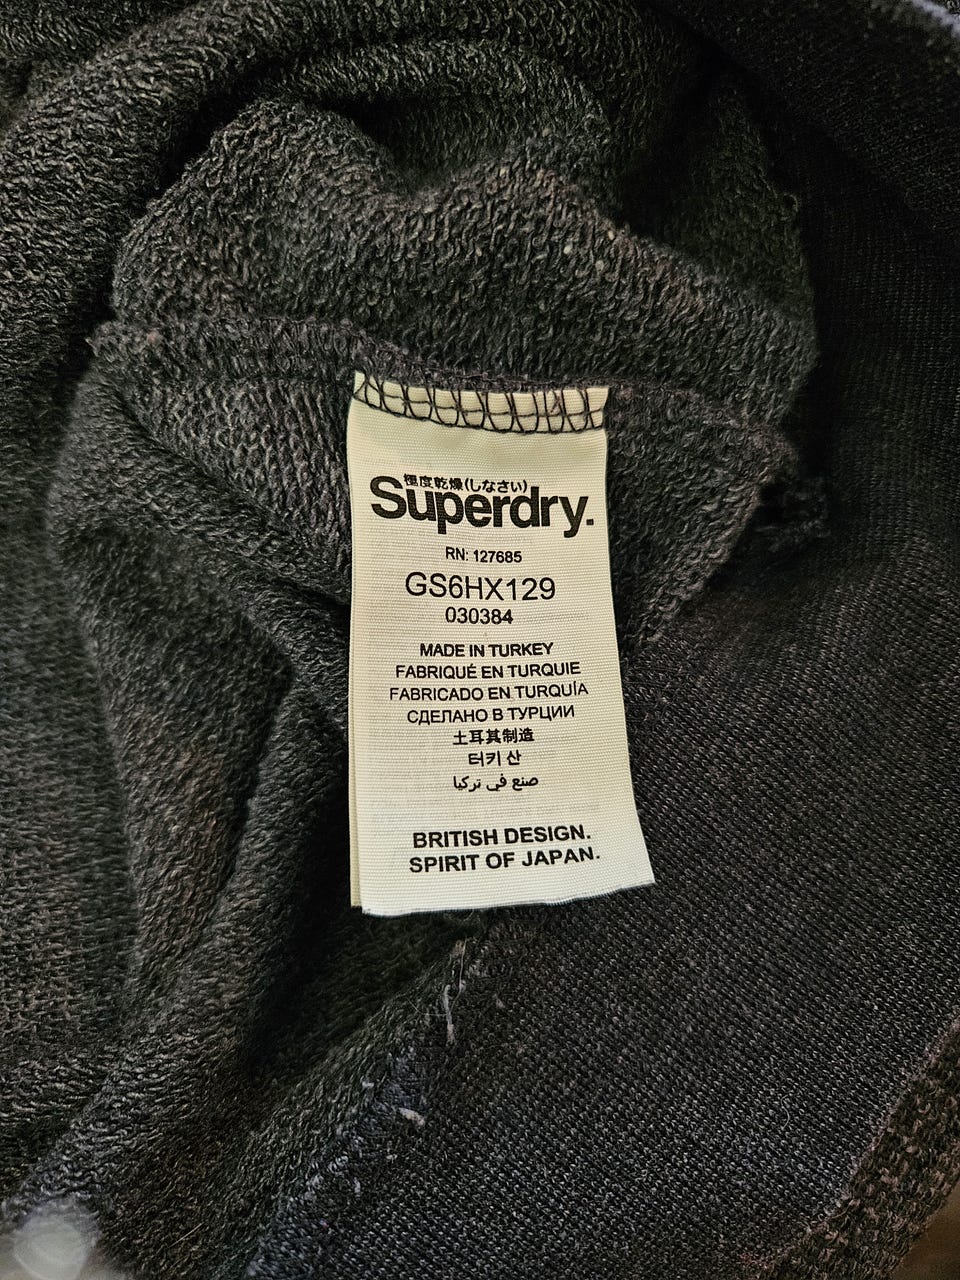 極度乾燥(しなさい)
Superdry.
RN: 127685
GS6HX129
030384
MADE IN TURKEY
FABRIQUÉ EN TURQUIE
FABRICADO EN TURQUÍA
СДЕЛАНО В ТУРЦИИ
土耳其制造
터키 산
صنع في تركيا
BRITISH DESIGN.
SPIRIT OF JAPAN.